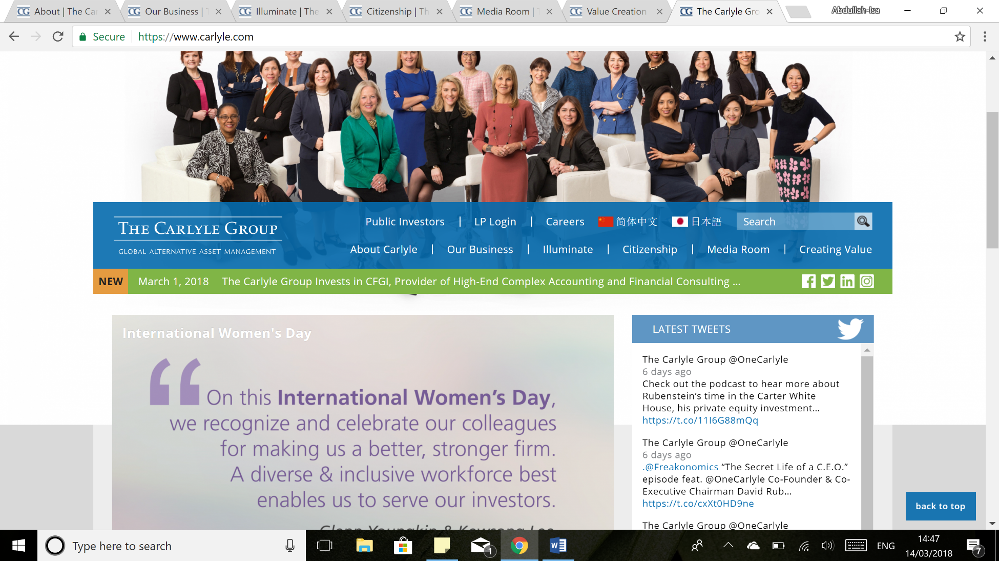 About | The Car
Our Business | T
Illuminate | The
Citizenship | Th
Media Room | T
Value Creation
The Carlyle Gro
Abdullah-Isa
Secure
https://www.carlyle.com
THE CARLYLE GROUP
GLOBAL ALTERNATIVE ASSET MANAGEMENT
Public Investors | LP Login | Careers 简体中文 日本語 Search
About Carlyle | Our Business | Illuminate | Citizenship | Media Room | Creating Value
NEW March 1, 2018 The Carlyle Group Invests in CFGI, Provider of High-End Complex Accounting and Financial Consulting ...
International Women's Day
“On this International Women’s Day,
we recognize and celebrate our colleagues
for making us a better, stronger firm.
A diverse & inclusive workforce best
enables us to serve our investors.
Glenn Youngkin & Kewsong Lee
LATEST TWEETS
The Carlyle Group @OneCarlyle
6 days ago
Check out the podcast to hear more about
Rubenstein’s time in the Carter White
House, his private equity investment...
https://t.co/11I6G88mQq
The Carlyle Group @OneCarlyle
6 days ago
.@Freakonomics “The Secret Life of a C.E.O.”
episode feat. @OneCarlyle Co-Founder & Co-
Executive Chairman David Rub...
https://t.co/cxXt0HD9ne
The Carlyle Group @OneCarlyle
back to top
Type here to search
1
W
ENG
14:47
14/03/2018
7